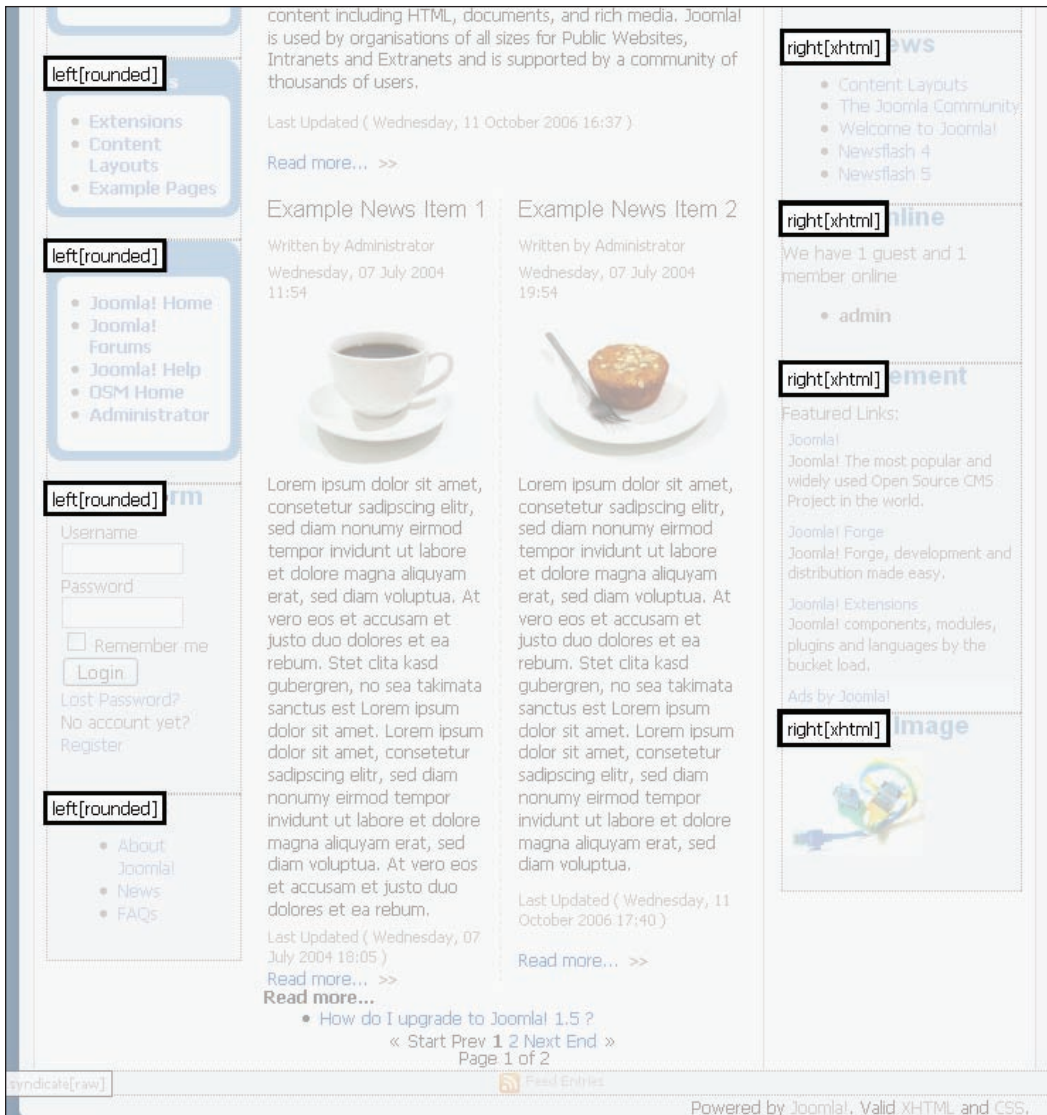 content including HTML, documents, and rich media. Joomla!
is used by organisations of all sizes for Public Websites,
Intranets and Extranets and is supported by a community of
thousands of users.
Last Updated ( Wednesday, 11 October 2006 16:37 )
Read more... >>
left[rounded]
s
• Extensions
• Content
Layouts
• Example Pages
left[rounded]
• Joomla! Home
• Joomla!
Forums
• Joomla! Help
• OSM Home
• Administrator
left[rounded] rm
Username
Password
Remember me
Login
Lost Password?
No account yet?
Register
left[rounded]
• About
Joomla!
• News
• FAQs
Example News Item 1
Written by Administrator
Wednesday, 07 July 2004
11:54
Lorem ipsum dolor sit amet,
consetetur sadipscing elitr,
sed diam nonumy eirmod
tempor invidunt ut labore
et dolore magna aliquyam
erat, sed diam voluptua. At
vero eos et accusam et
justo duo dolores et ea
rebum. Stet clita kasd
gubergren, no sea takimata
sanctus est Lorem ipsum
dolor sit amet. Lorem ipsum
dolor sit amet, consetetur
sadipscing elitr, sed diam
nonumy eirmod tempor
invidunt ut labore et dolore
magna aliquyam erat, sed
diam voluptua. At vero eos
et accusam et justo duo
dolores et ea rebum.
Last Updated ( Wednesday, 07
July 2004 18:05 )
Read more... >>
Example News Item 2
Written by Administrator
Wednesday, 07 July 2004
19:54
Lorem ipsum dolor sit amet,
consetetur sadipscing elitr,
sed diam nonumy eirmod
tempor invidunt ut labore
et dolore magna aliquyam
erat, sed diam voluptua. At
vero eos et accusam et
justo duo dolores et ea
rebum. Stet clita kasd
gubergren, no sea takimata
sanctus est Lorem ipsum
dolor sit amet. Lorem ipsum
dolor sit amet, consetetur
sadipscing elitr, sed diam
nonumy eirmod tempor
invidunt ut labore et dolore
magna aliquyam erat, sed
diam voluptua.
Last Updated ( Wednesday, 11
October 2006 17:40 )
Read more... >>
Read more...
• How do I upgrade to Joomla! 1.5 ?
« Start Prev 1 2 Next End »
Page 1 of 2
right[xhtml] ews
• Content Layouts
• The Joomla Community
• Welcome to Joomla!
• Newsflash 4
• Newsflash 5
right[xhtml] nline
We have 1 guest and 1
member online
• admin
right[xhtml] ement
Featured Links:
Joomla!
Joomla! The most popular and
widely used Open Source CMS
Project in the world.
Joomla! Forge
Joomla! Forge, development and
distribution made easy.
Joomla! Extensions
Joomla! components, modules,
plugins and languages by the
bucket load.
Ads by Joomla!
right[xhtml] Image
syndicate[raw]
Feed Entries
Powered by Joomla!. Valid XHTML and CSS.